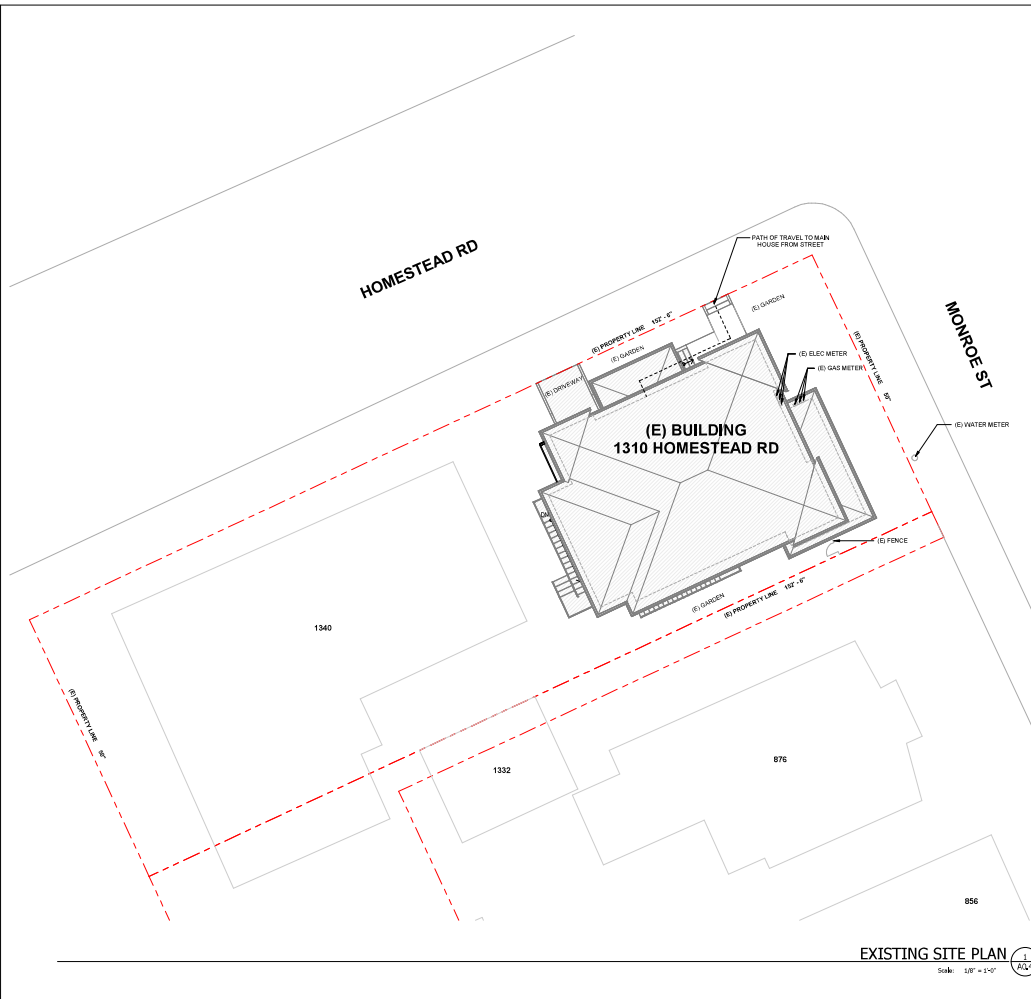 HOMESTEAD RD
PATH OF TRAVEL TO MAIN
HOUSE FROM STREET
(E) GARDEN
(E) PROPERTY LINE 152' - 6"
(E) GARDEN
(E) DRIVEWAY
MONROE ST
(E) PROPERTY LINE
(E) ELEC METER
(E) GAS METER
(E) WATER METER
(E) BUILDING
1310 HOMESTEAD RD
DN
(E) FENCE
(E) GARDEN
(E) PROPERTY LINE 152' - 6"
1340
(E) PROPERTY LINE
1332
876
856
EXISTING SITE PLAN
Scale: 1/8" = 1'-0"
1